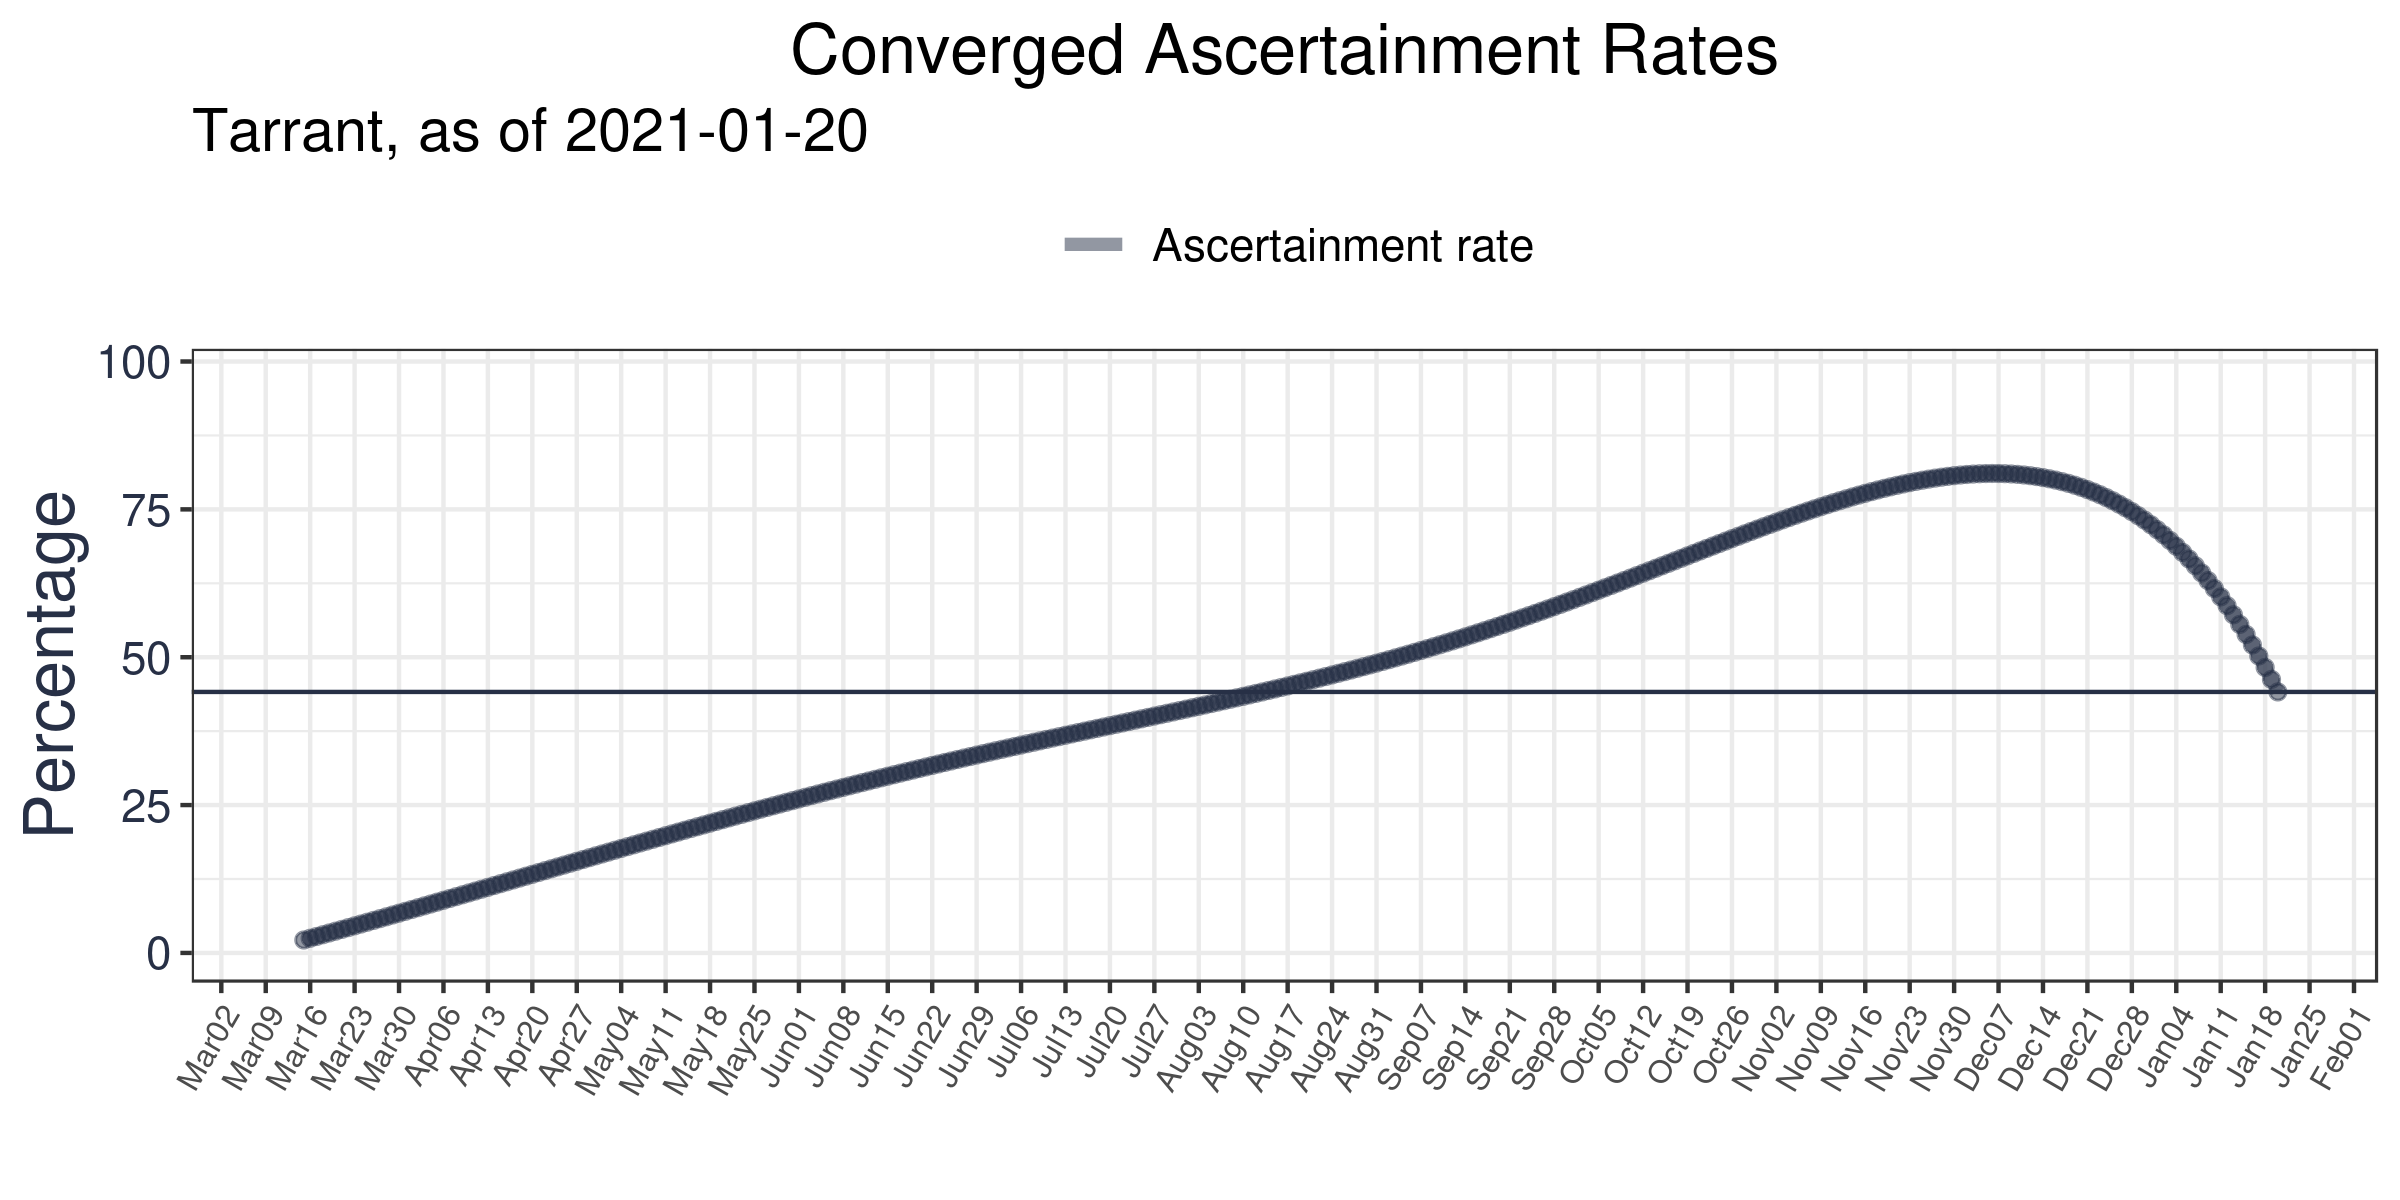 Converged Ascertainment Rates
Tarrant, as of 2021-01-20
Ascertainment rate
Percentage
100
75
50
25
0
Mar02
Mar09
Mar16
Mar23
Mar30
Apr06
Apr13
Apr20
Apr27
May04
May11
May18
May25
Jun01
Jun08
Jun15
Jun22
Jun29
Jul06
Jul13
Jul20
Jul27
Aug03
Aug10
Aug17
Aug24
Aug31
Sep07
Sep14
Sep21
Sep28
Oct05
Oct12
Oct19
Oct26
Nov02
Nov09
Nov16
Nov23
Nov30
Dec07
Dec14
Dec21
Dec28
Jan04
Jan11
Jan18
Jan25
Feb01